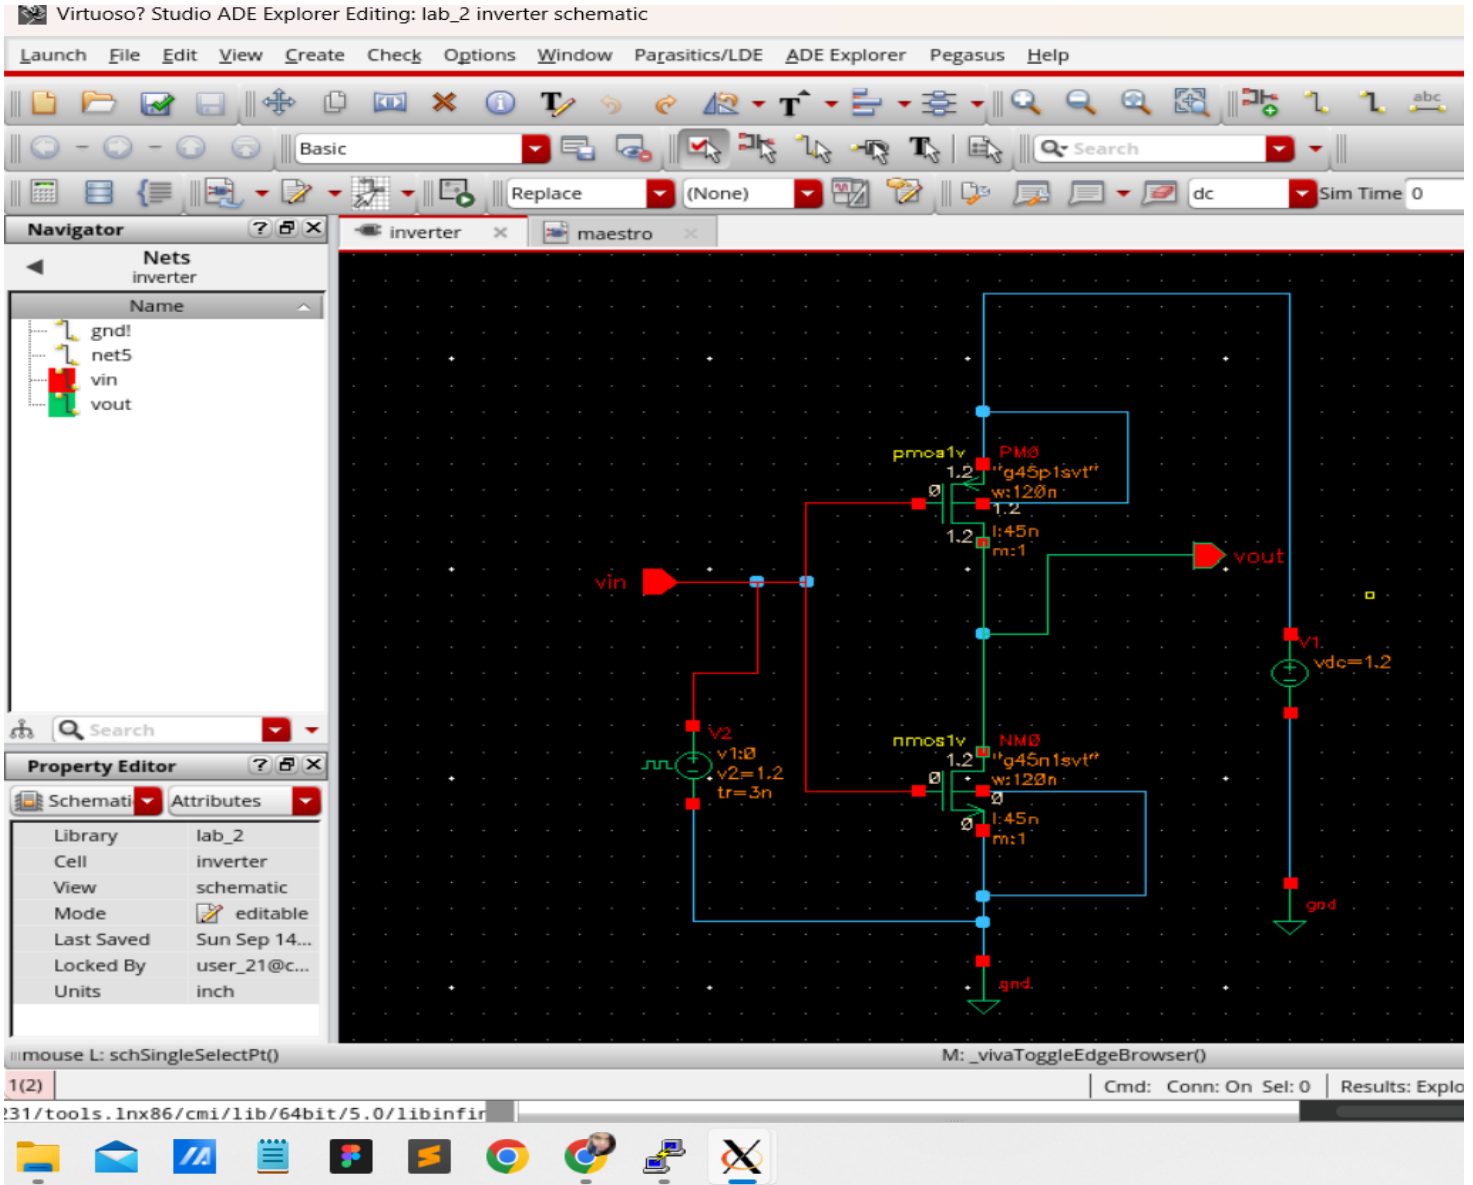 Virtuoso? Studio ADE Explorer Editing: lab_2 inverter schematic
Launch File Edit View Create Check Options Window Parasitics/LDE ADE Explorer Pegasus Help
abc
Basic
Search
Replace
(None)
dc
Sim Time 0
Navigator
inverter
maestro
Nets
inverter
Name
gnd!
net5
vin
vout
Search
Property Editor
Schemati
Attributes
Library lab_2
Cell inverter
View schematic
Mode editable
Last Saved Sun Sep 14...
Locked By user_21@c...
Units inch
pmos1v PM0
1.2 "g45p1svt"
0 w:120n
1.2
1.2 l:45n
m:1
vin
vout
V1
vdc=1.2
V2
v1:0
v2=1.2
tr=3n
nmos1v NM0
1.2 "g45n1svt"
0 w:120n
0
0 l:45n
m:1
gnd
gnd
mouse L: schSingleSelectPt()
M: _vivaToggleEdgeBrowser()
1(2)
Cmd: Conn: On Sel: 0
Results: Explo
231/tools.lnx86/cmi/lib/64bit/5.0/libinfir